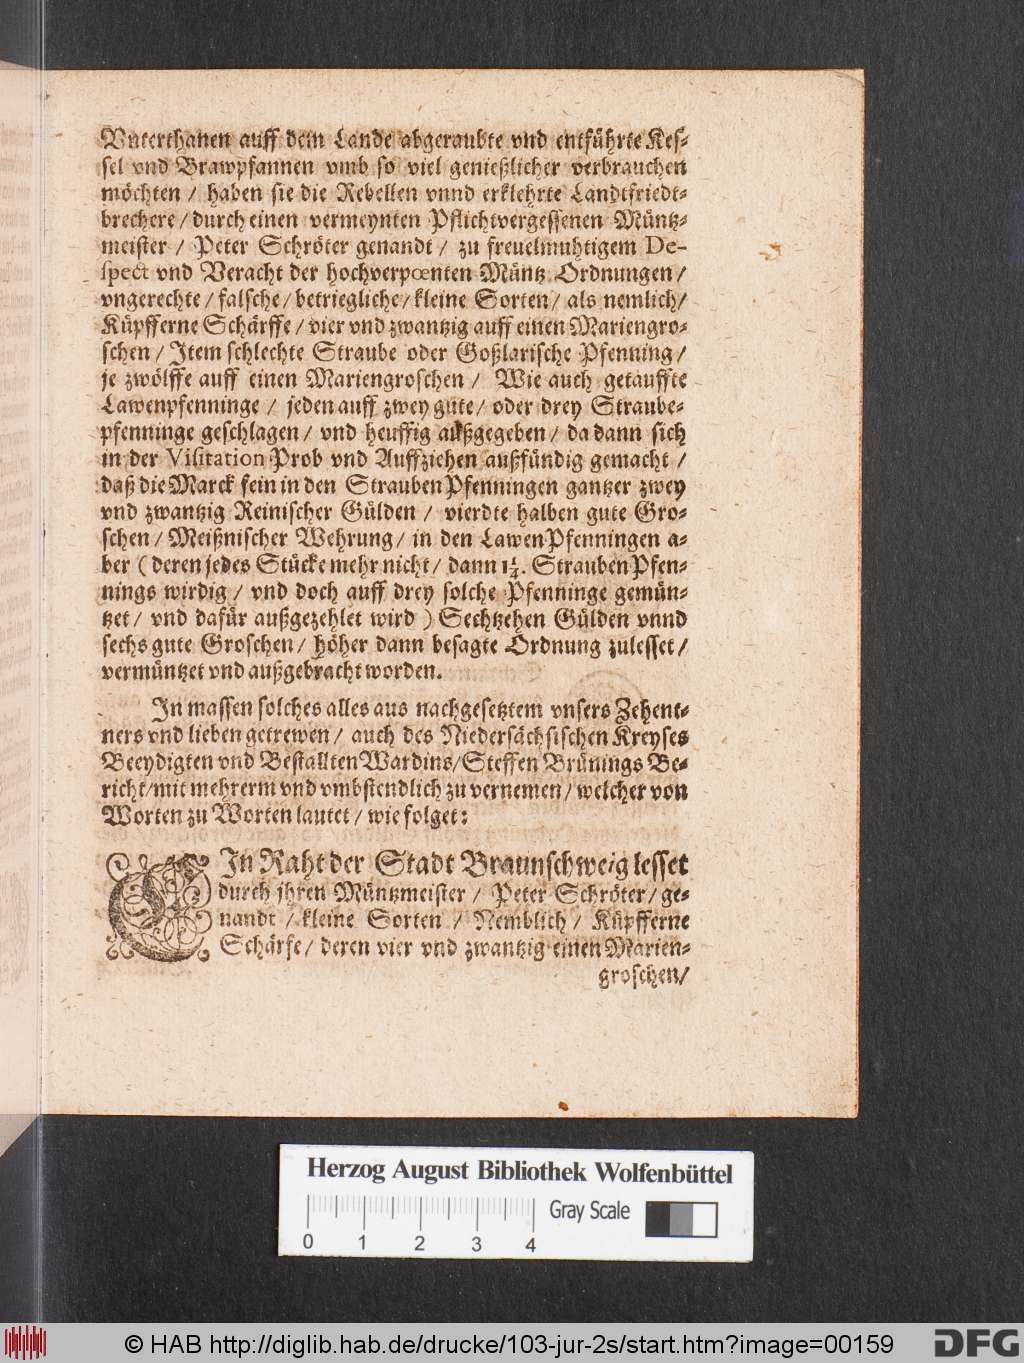 Vnterthanen auff dem Lande abgeraubte vnd entführte Kes-
sel vnd Brawpfannen vmb so viel genießlicher verbrauchen
möchten / haben sie die Rebellen vnnd erklehrte Landtfriedt-
brechere / durch einen vermeynten Pflichtvergessenen Müntz-
meister / Peter Schröter genandt / zu freuelmuhtigem De-
spect vnd Veracht der hochverpœnten Müntz Ordnungen /
vngerechte / falsche / betriegliche / kleine Sorten / als nemlich /
Küpfferne Schärffe / vier vnd zwantzig auff einen Mariengro-
schen / Item schlechte Straube oder Goßlarische Pfenning /
je zwölffe auff einen Mariengroschen / Wie auch getauffte
Lawenpfenninge / jeden auff zwey gute / oder drey Straube-
pfenninge geschlagen / vnd heuffig außgegeben / da dann sich
in der Visitation Prob vnd Auffziehen außfündig gemacht /
daß die Marck fein in den Strauben Pfenningen gantzer zwey
vnd zwantzig Reinischer Gülden / vierdte halben gute Gro-
schen / Meißnischer Wehrung / in den Lawen Pfenningen a-
ber ( deren jedes Stücke mehr nicht / dann 1¼. Strauben Pfen-
nings wirdig / vnd doch auff drey solche Pfenninge gemün-
tzet / vnd dafür außgezehlet wird ) Sechtzehen Gülden vnnd
sechs gute Groschen / höher dann besagte Ordnung zulesset /
vermüntzet vnd außgebracht worden.
In massen solches alles aus nachgesetztem vnsers Zehent-
ners vnd lieben getrewen / auch des Niedersächsischen Kreyses
Beeydigten vnd Bestallten Wardins / Steffen Brünings Be-
richt / mit mehrerm vnd vmbstendlich zu vernemen / welcher von
Worten zu Worten lautet / wie folget:
EIn Raht der Stadt Braunschweig lesset
durch jhren Müntzmeister / Peter Schröter / ge-
nandt / kleine Sorten / Nemblich / Küpfferne
Schärfe / deren vier vnd zwantzig einen Marien-
groschen /
Herzog August Bibliothek Wolfenbüttel
Gray Scale
0 1 2 3 4
© HAB http://diglib.hab.de/drucke/103-jur-2s/start.htm?image=00159
DFG